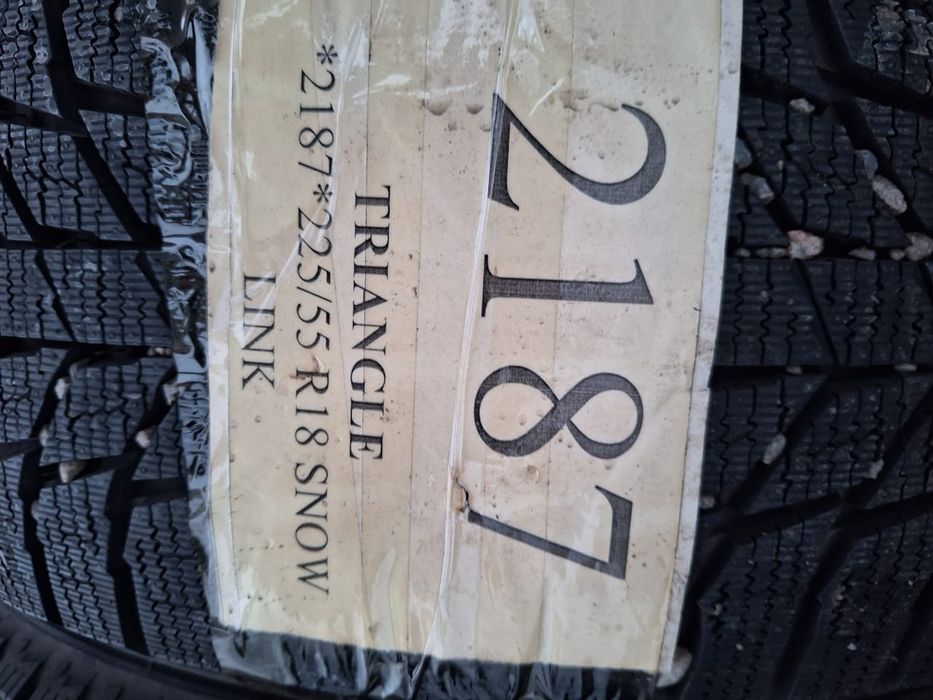 2187
TRIANGLE
*2187*225/55 R18 SNOW
LINK